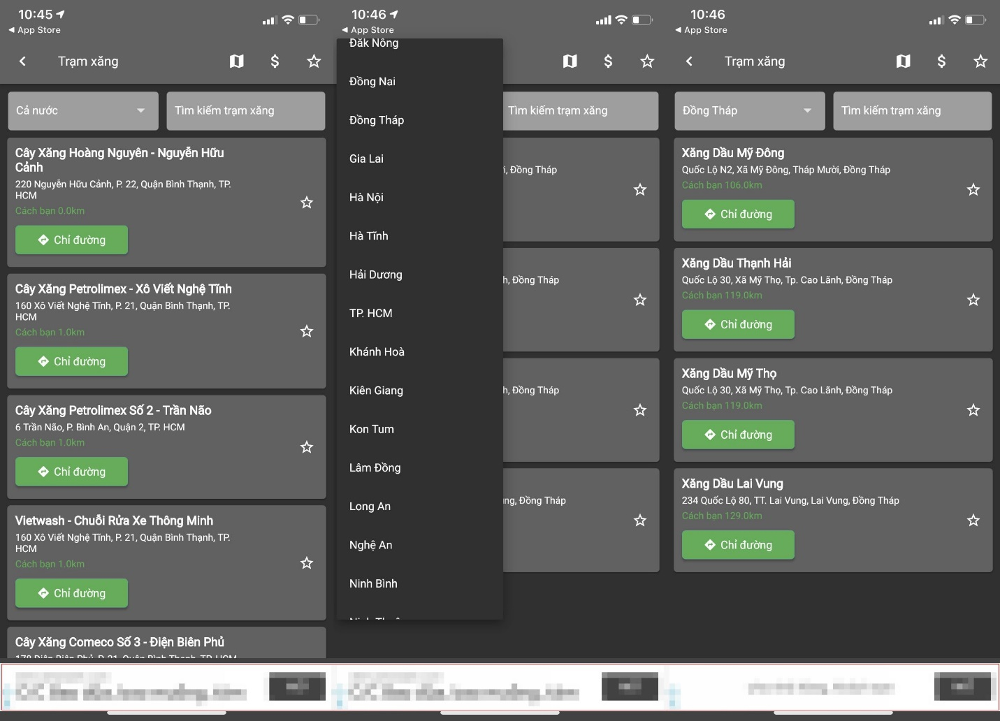 10:45
◀ App Store
Trạm xăng
$
Cả nước
Tìm kiếm trạm xăng
Cây Xăng Hoàng Nguyên - Nguyễn Hữu
Cảnh
220 Nguyễn Hữu Cảnh, P. 22, Quận Bình Thạnh, TP.
HCM
Cách bạn 0.0km
Chỉ đường
Cây Xăng Petrolimex - Xô Viết Nghệ Tĩnh
160 Xô Viết Nghệ Tĩnh, P. 21, Quận Bình Thạnh, TP.
HCM
Cách bạn 1.0km
Chỉ đường
Cây Xăng Petrolimex Số 2 - Trần Não
6 Trần Não, P. Bình An, Quận 2, TP. HCM
Cách bạn 1.0km
Chỉ đường
Vietwash - Chuỗi Rửa Xe Thông Minh
160 Xô Viết Nghệ Tĩnh, P. 21, Quận Bình Thạnh, TP.
HCM
Cách bạn 1.0km
Chỉ đường
Cây Xăng Comeco Số 3 - Điện Biên Phủ
178 Điện Biên Phủ, P. 21, Quận Bình Thạnh, TP. HCM
10:46
◀ App Store
$
Đăk Nông
Đồng Nai
Đồng Tháp
Gia Lai
Hà Nội
Hà Tĩnh
Hải Dương
TP. HCM
Khánh Hoà
Kiên Giang
Kon Tum
Lâm Đồng
Long An
Nghệ An
Ninh Bình
Tìm kiếm trạm xăng
i, Đồng Tháp
h, Đồng Tháp
h, Đồng Tháp
ng, Đồng Tháp
10:46
◀ App Store
Trạm xăng
$
Đồng Tháp
Tìm kiếm trạm xăng
Xăng Dầu Mỹ Đông
Quốc Lộ N2, Xã Mỹ Đông, Tháp Mười, Đồng Tháp
Cách bạn 106.0km
Chỉ đường
Xăng Dầu Thạnh Hải
Quốc Lộ 30, Xã Mỹ Thọ, Tp. Cao Lãnh, Đồng Tháp
Cách bạn 119.0km
Chỉ đường
Xăng Dầu Mỹ Thọ
Quốc Lộ 30, Xã Mỹ Thọ, Tp. Cao Lãnh, Đồng Tháp
Cách bạn 119.0km
Chỉ đường
Xăng Dầu Lai Vung
234 Quốc Lộ 80, TT. Lai Vung, Lai Vung, Đồng Tháp
Cách bạn 129.0km
Chỉ đường